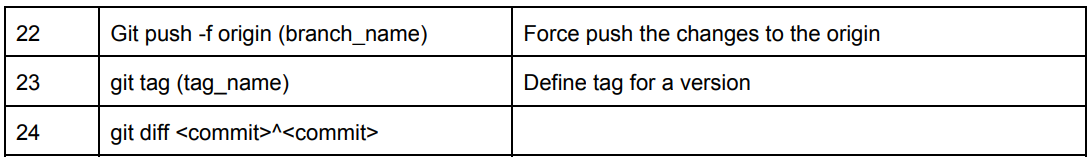 22 Git push -f origin (branch_name) Force push the changes to the origin
23 git tag (tag_name) Define tag for a version
24 git diff <commit>^<commit>